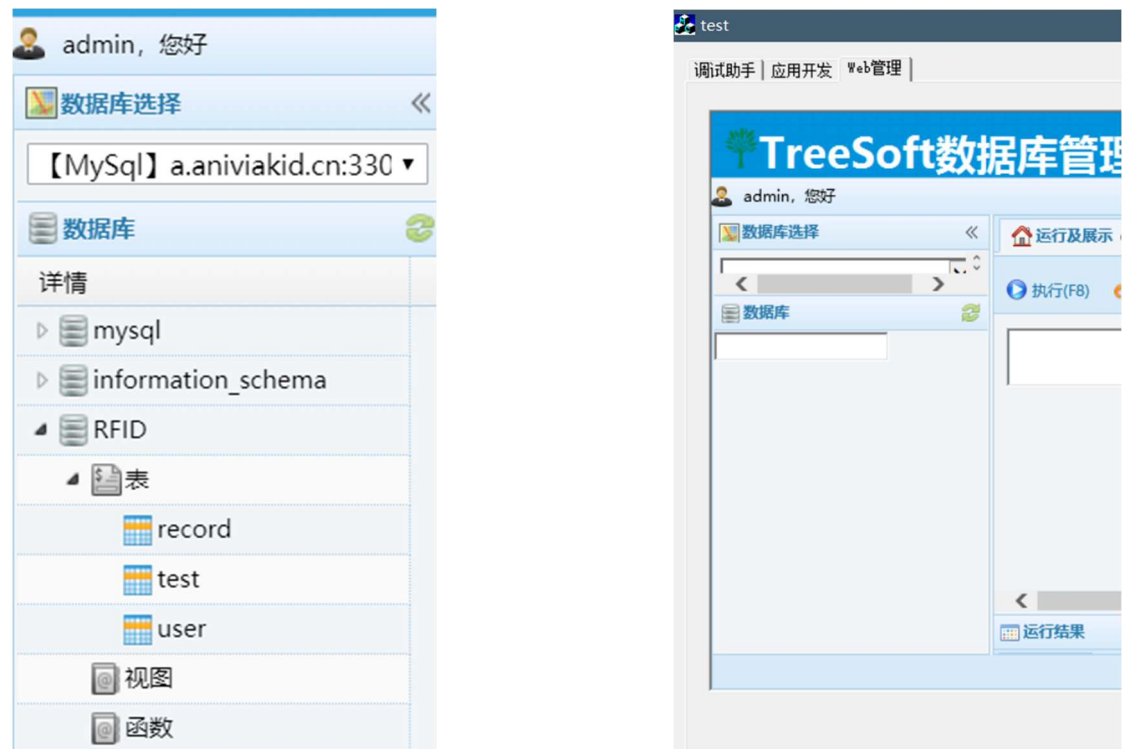 admin，您好
数据库选择
【MySql】a.aniviakid.cn:330
数据库
详情
mysql
information_schema
RFID
表
record
test
user
视图
函数
test
调试助手
应用开发
Web管理
TreeSoft数据库管理
admin，您好
数据库选择
运行及展示
执行(F8)
数据库
运行结果